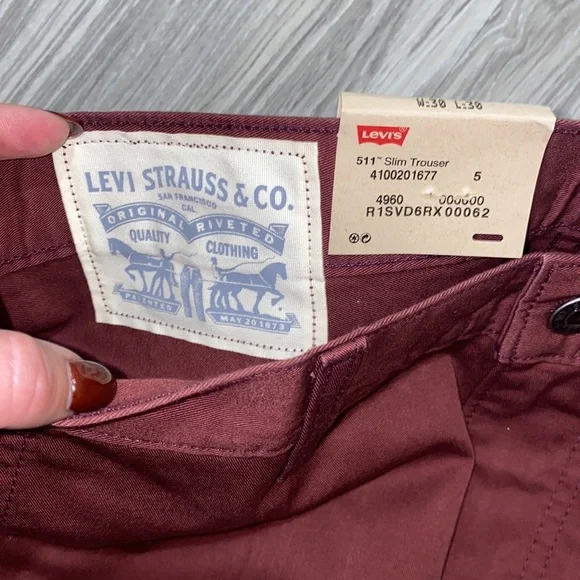 LEVI STRAUSS & CO.
SAN FRANCISCO
CAL.
ORIGINAL RIVETED
QUALITY CLOTHING
PATENTED MAY 20 1873
W:30 L:30
LEVI'S
511™ Slim Trouser
4100201677 5
4960 000000
R1SVD6RX00062